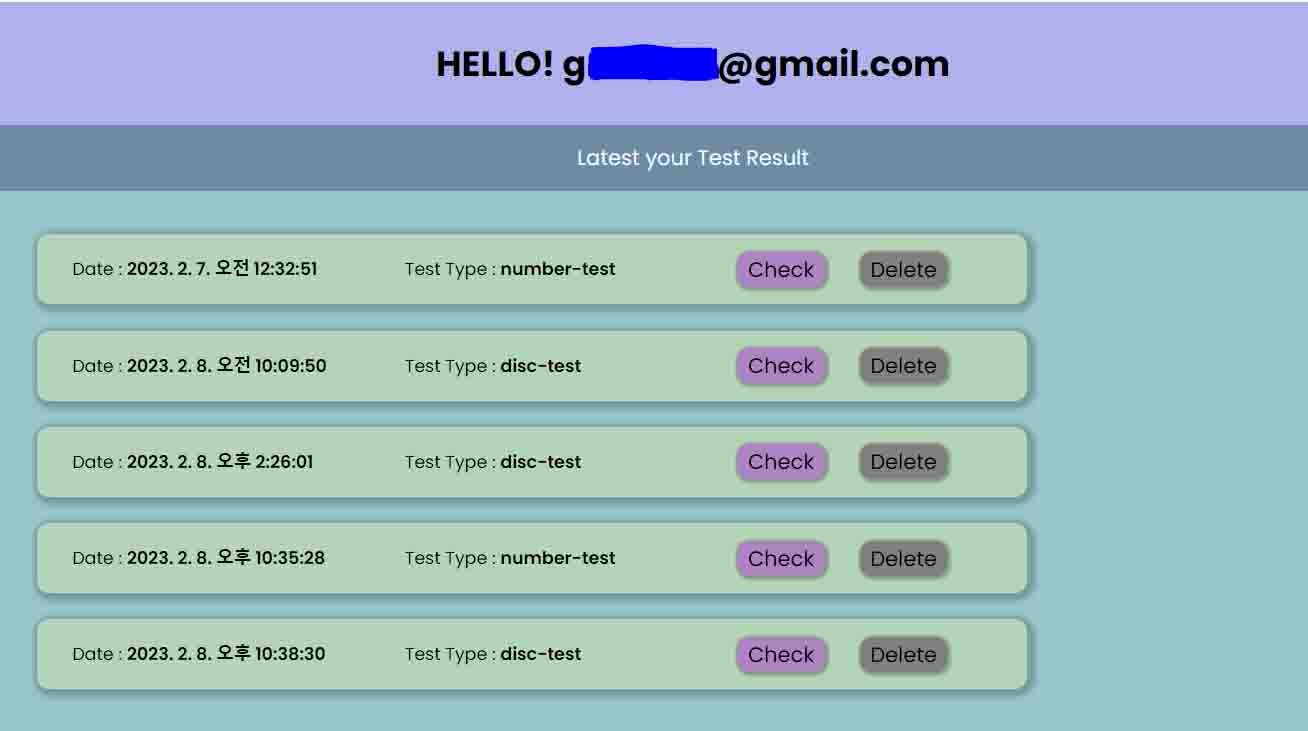 HELLO! g@gmail.com
Latest your Test Result
Date : 2023. 2. 7. 오전 12:32:51 Test Type : number-test Check Delete
Date : 2023. 2. 8. 오전 10:09:50 Test Type : disc-test Check Delete
Date : 2023. 2. 8. 오후 2:26:01 Test Type : disc-test Check Delete
Date : 2023. 2. 8. 오후 10:35:28 Test Type : number-test Check Delete
Date : 2023. 2. 8. 오후 10:38:30 Test Type : disc-test Check Delete